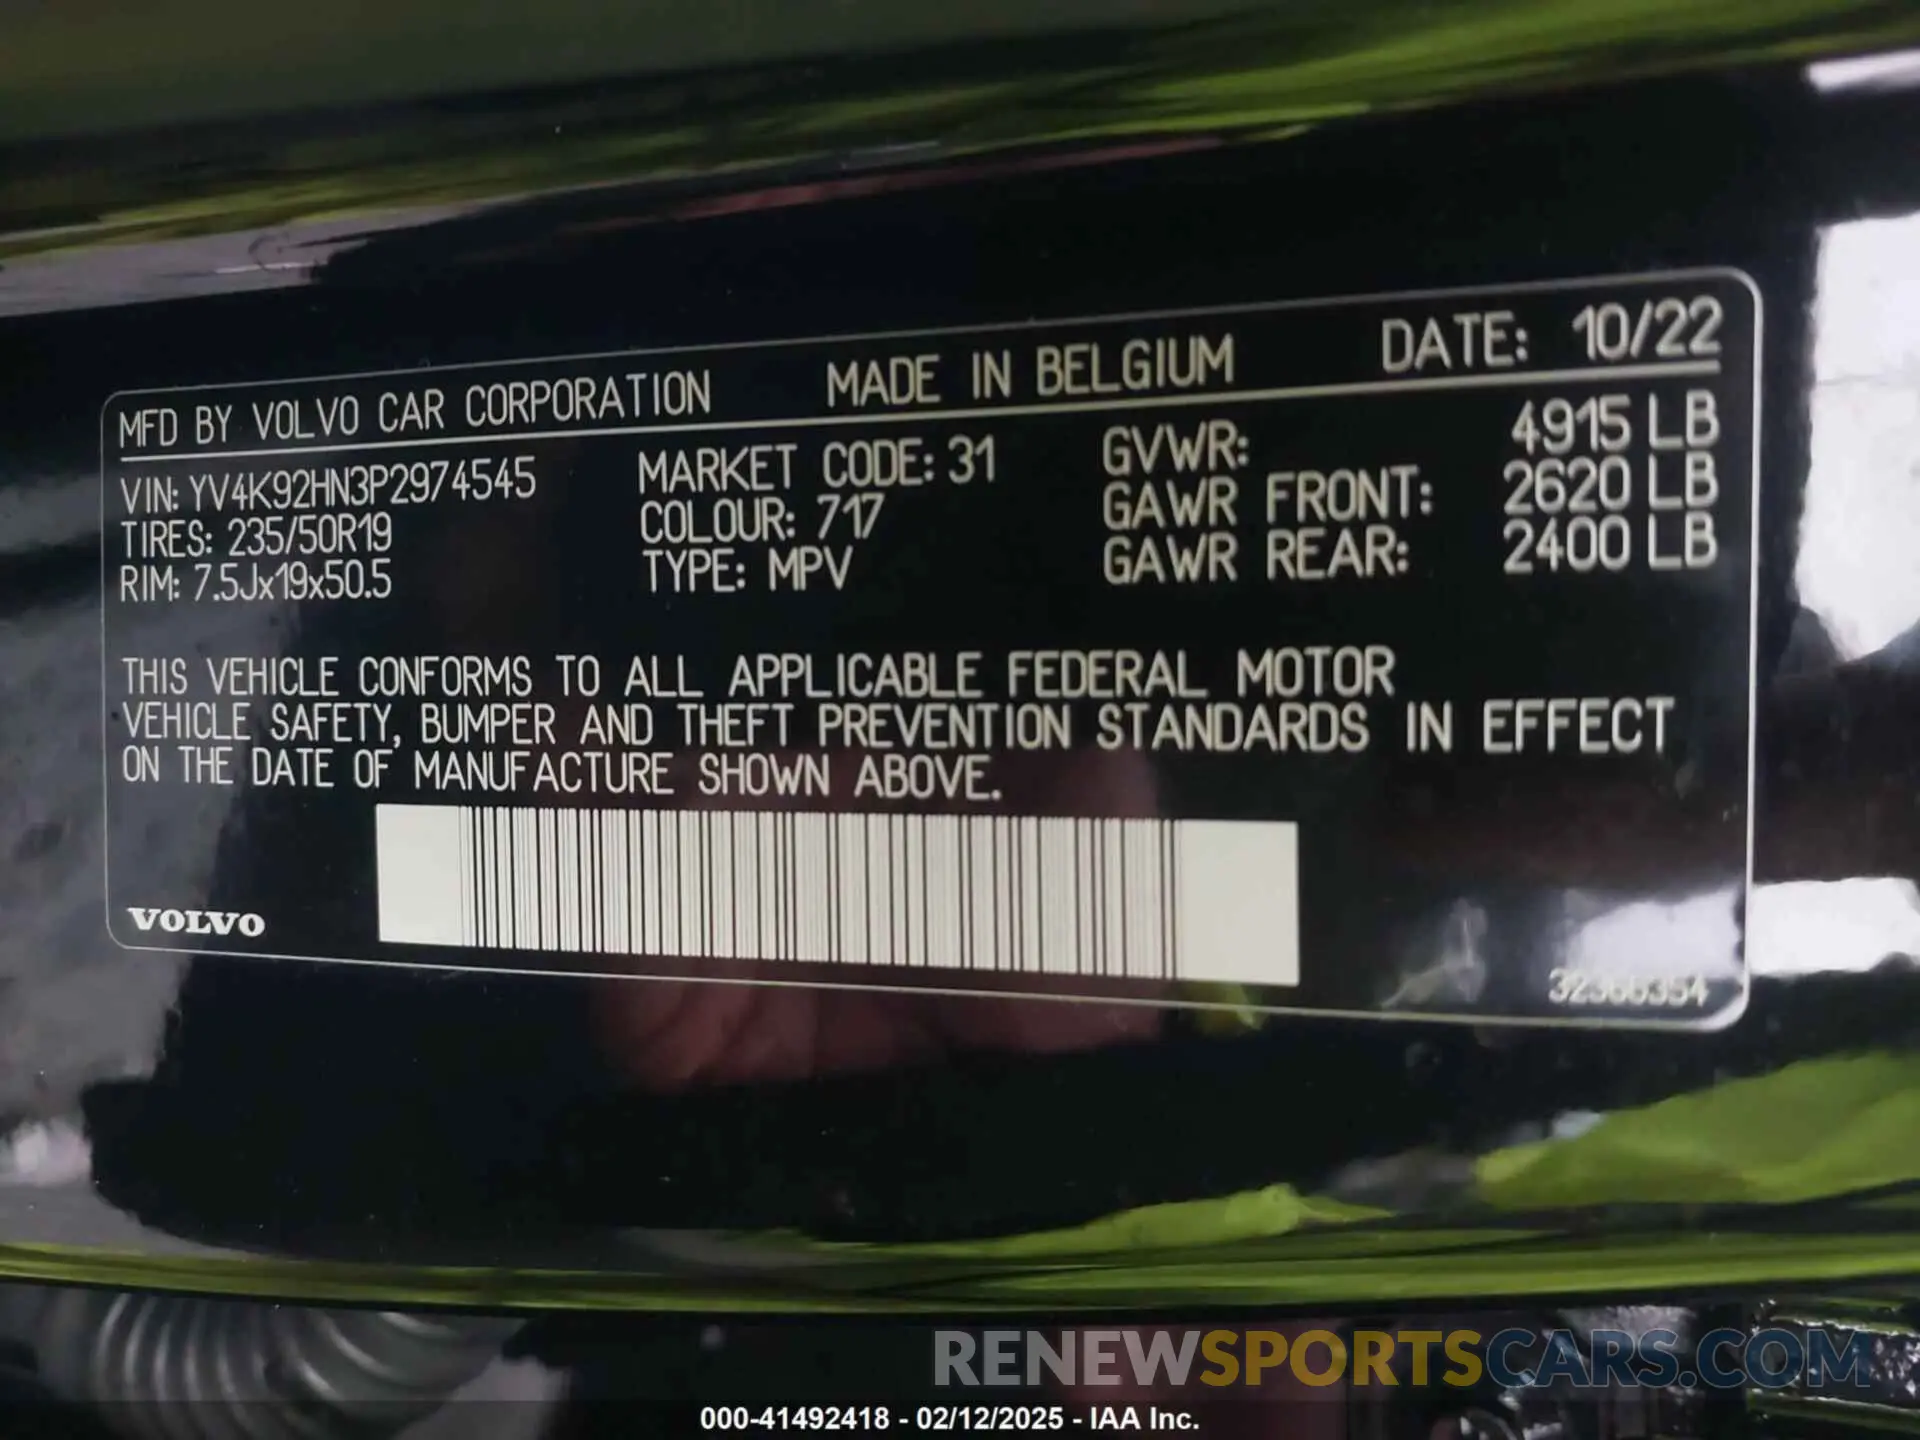 MFD BY VOLVO CAR CORPORATION MADE IN BELGIUM DATE: 10/22
VIN: YV4K92HN3P2974545 MARKET CODE: 31 GVWR: 4915 LB
TIRES: 235/50R19 COLOUR: 717 GAWR FRONT: 2620 LB
RIM: 7.5Jx19x50.5 TYPE: MPV GAWR REAR: 2400 LB
THIS VEHICLE CONFORMS TO ALL APPLICABLE FEDERAL MOTOR
VEHICLE SAFETY, BUMPER AND THEFT PREVENTION STANDARDS IN EFFECT
ON THE DATE OF MANUFACTURE SHOWN ABOVE.
VOLVO
RENEWSPORTSCARS.COM
000-41492418 - 02/12/2025 - IAA Inc.